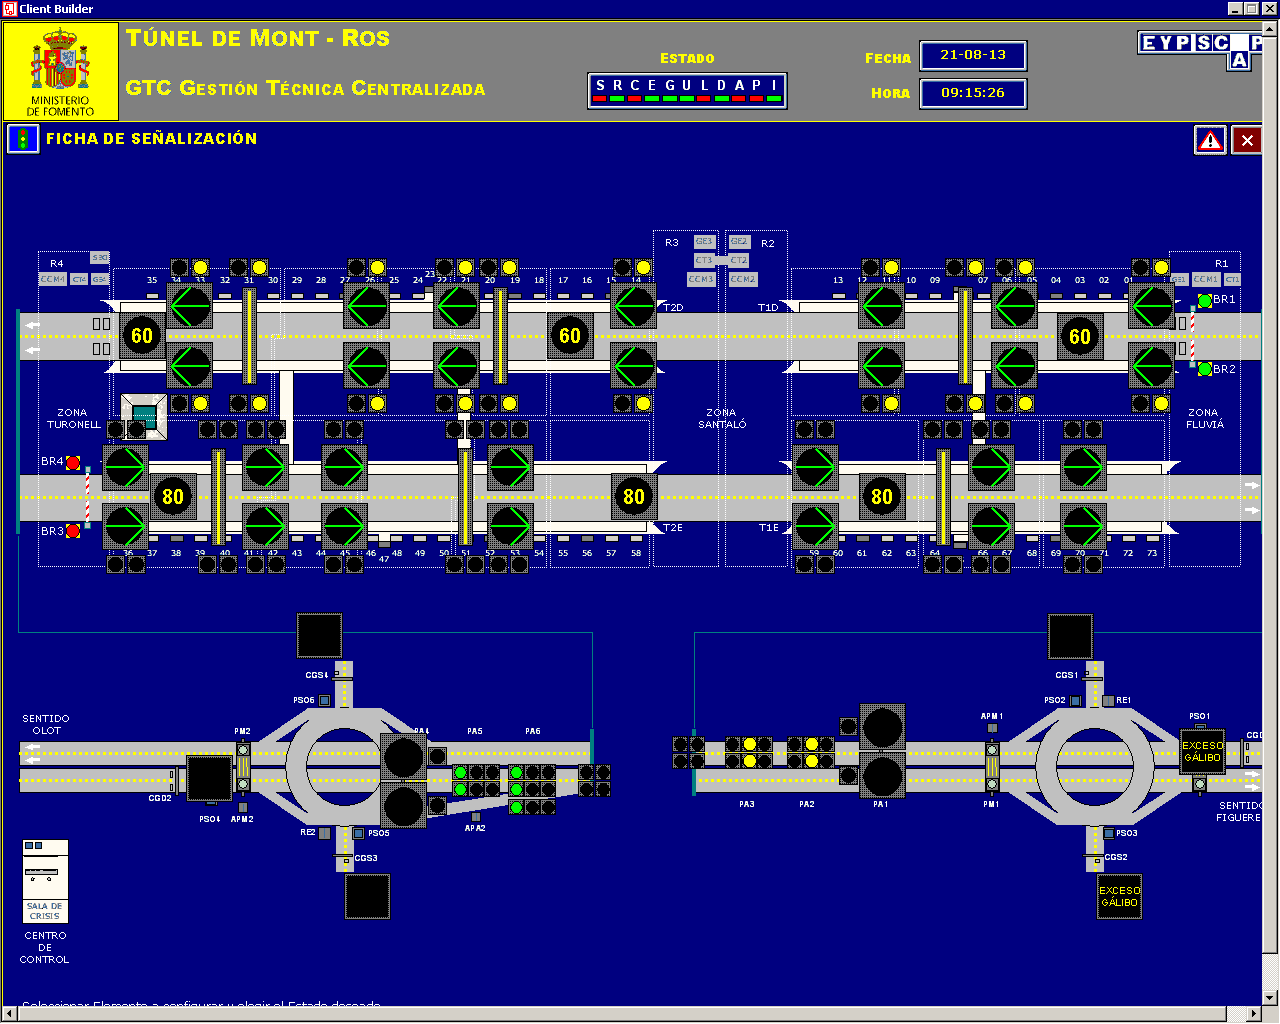 Client Builder
TÚNEL DE MONT - ROS
GTC GESTIÓN TÉCNICA CENTRALIZADA
MINISTERIO
DE FOMENTO
ESTADO
S R C E G U L D A P I
FECHA
21-08-13
HORA
09:15:26
E Y P S C P
A
FICHA DE SEÑALIZACIÓN
R4
S30
CCM4 CT4
R3
GE3
CT3
CCM3
GE2
R2
CT2
CCM2
R1
CCM1 CT1
35 34 33 32 31 30 29 28 27 26 25 24 23 22 21 20 19 18 17 16 15 14
13 12 11 10 09 07 06 05 04 03 02 01
BR1
T2D
T1D
60
60
60
BR2
ZONA
TURONELL
ZONA
SANTALÓ
ZONA
FLUVIÁ
BR4
80
80
80
BR3
T2E
T1E
36 37 38 39 40 41 42 43 44 45 46 47 48 49 50 51 52 53 54 55 56 57 58
59 60 61 62 63 64 66 67 68 69 70 71 72 73
CGS4
PSO6
SENTIDO
OLOT
PM2
PA4
PA5
PA6
CGD2
PSO4
APM2
RE2
PSO5
APA2
CGS3
CGS1
PSO2
RE1
APM1
PSO1
EXCESO
GÁLIBO
PA3
PA2
PA1
PM1
SENTIDO
FIGUERE
PSO3
CGS2
EXCESO
GÁLIBO
SALA DE
CRISIS
CENTRO
DE
CONTROL
Seleccionar Elemento a configurar y elegir el Estado deseado